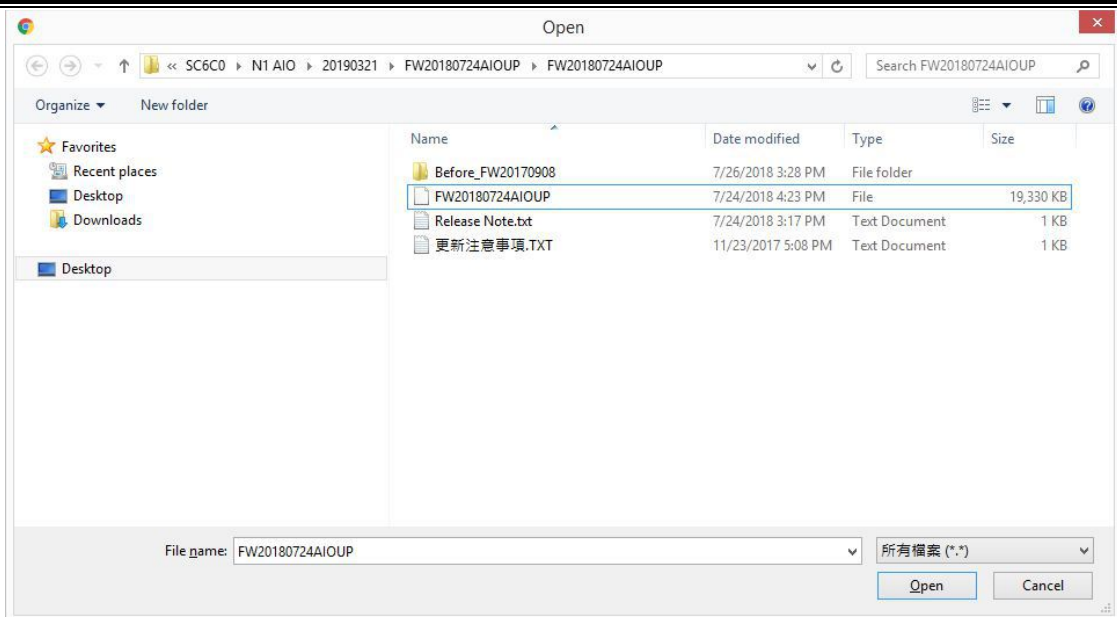 Open
« SC6C0 ▸ N1 AIO ▸ 20190321 ▸ FW20180724AIOUP ▸ FW20180724AIOUP
Search FW20180724AIOUP
Organize
New folder
Favorites
Recent places
Desktop
Downloads
Desktop
Name Date modified Type Size
Before_FW20170908 7/26/2018 3:28 PM File folder
FW20180724AIOUP 7/24/2018 4:23 PM File 19,330 KB
Release Note.txt 7/24/2018 3:17 PM Text Document 1 KB
更新注意事項.TXT 11/23/2017 5:08 PM Text Document 1 KB
File name: FW20180724AIOUP
所有檔案 (*.*)
Open Cancel